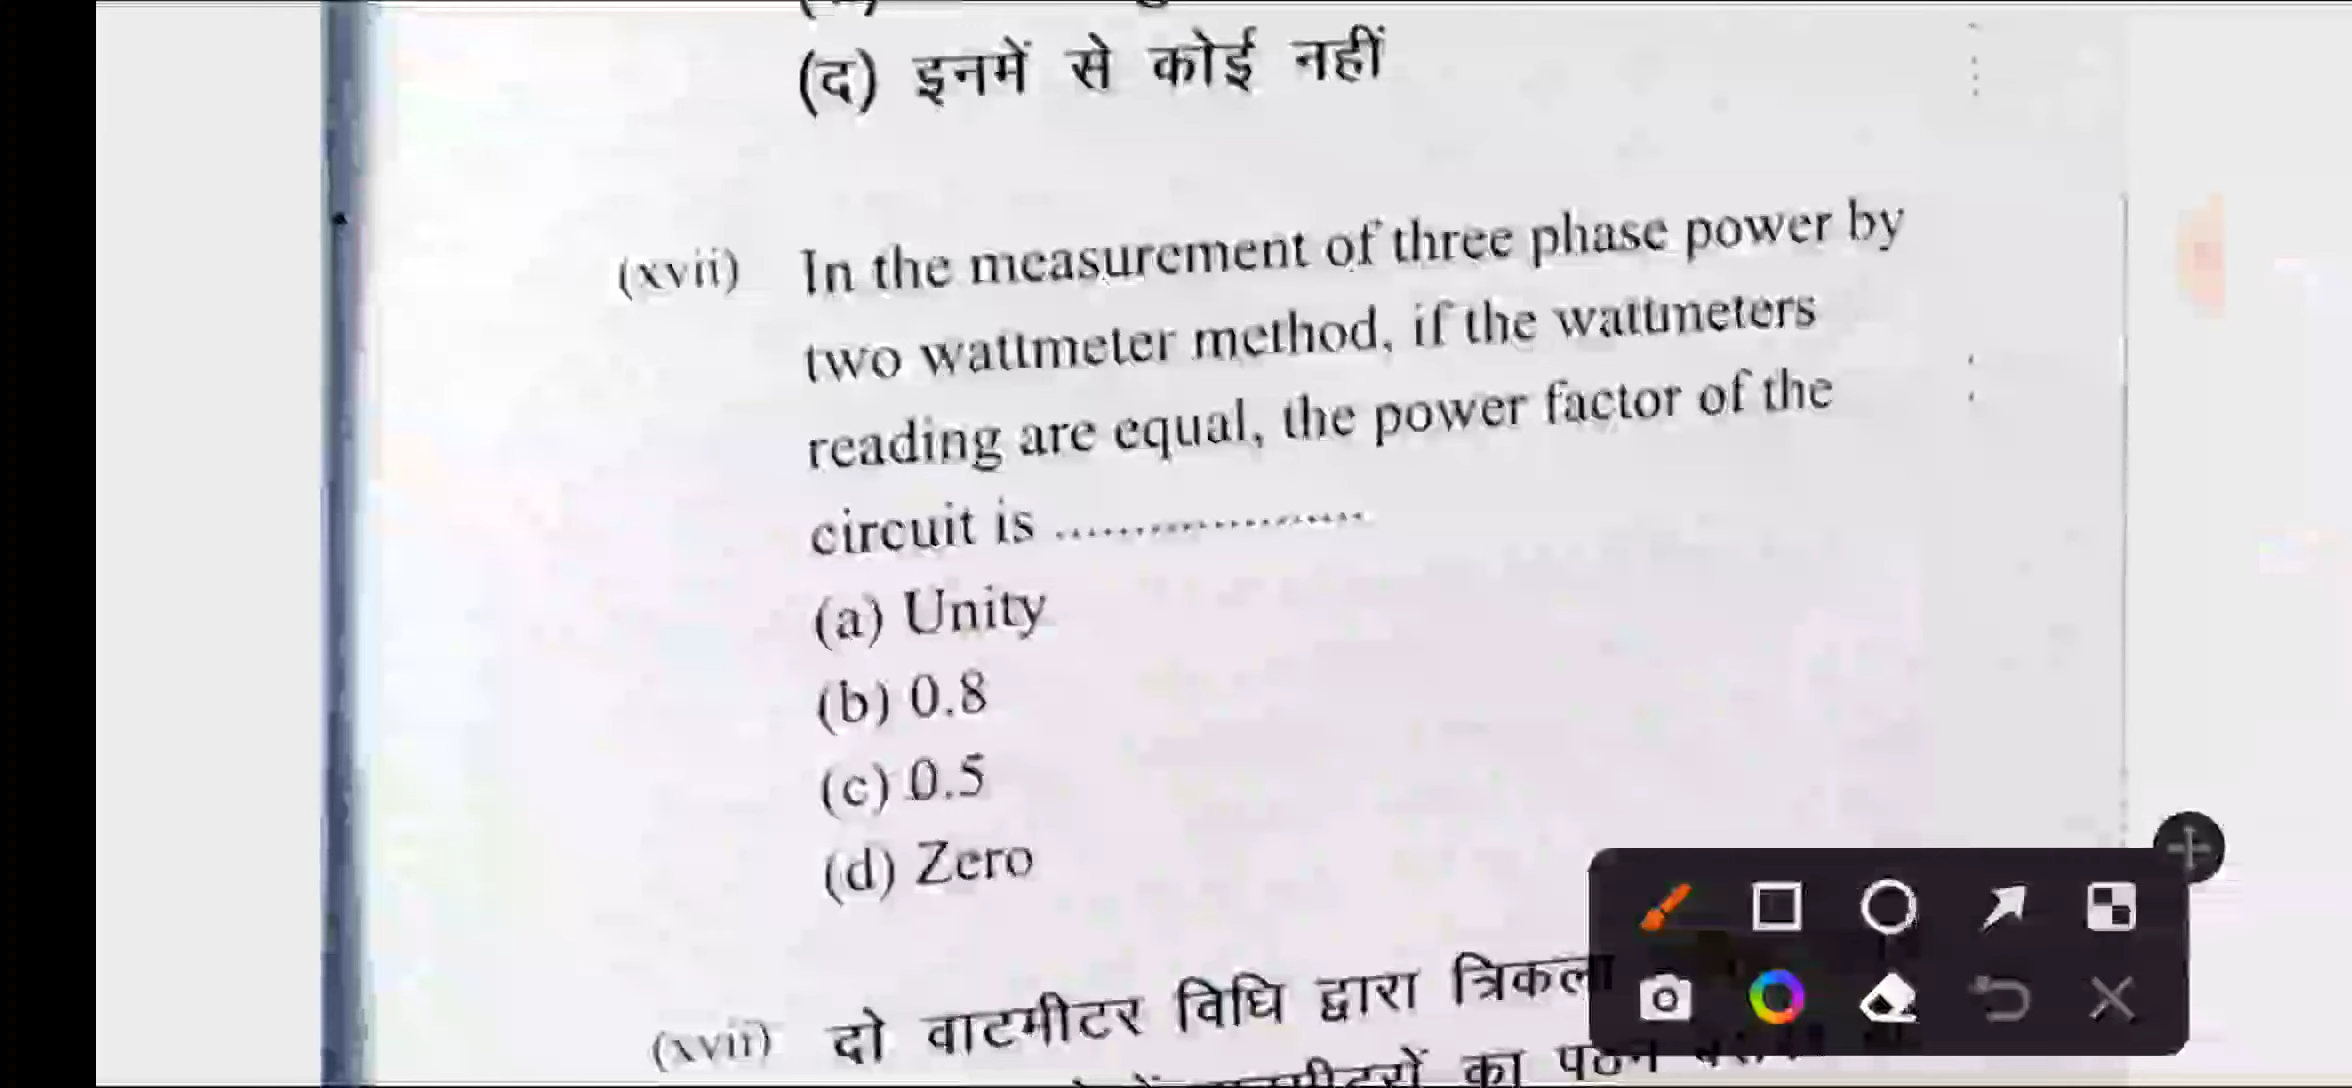 (द) इनमें से कोई नहीं
(xvii) In the measurement of three phase power by
two wattmeter method, if the wattmeters
reading are equal, the power factor of the
circuit is .....................
(a) Unity
(b) 0.8
(c) 0.5
(d) Zero
(xvii) दो वाटमीटर विधि द्वारा त्रिकला
का पठन